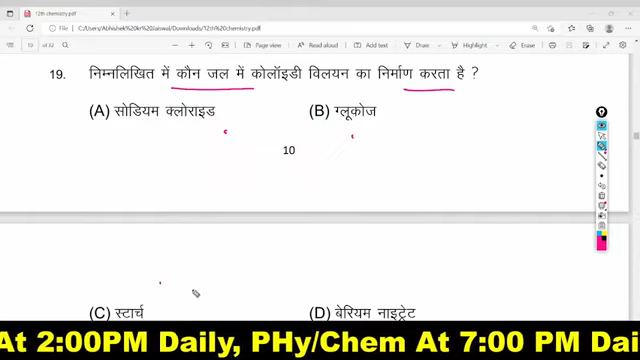 12th chemistry.pdf
C:/Users/Abhishek%20kr%20Jaiswal/Downloads/12th%20chemistry.pdf
10 of 32
Page view
Read aloud
Add text
Draw
Highlight
Erase
19. निम्नलिखित में कौन जल में कोलॉइडी विलयन का निर्माण करता है ?
(A) सोडियम क्लोराइड (B) ग्लूकोज
10
(C) स्टार्च (D) बेरियम नाइट्रेट
At 2:00PM Daily, PHy/Chem At 7:00 PM Dai